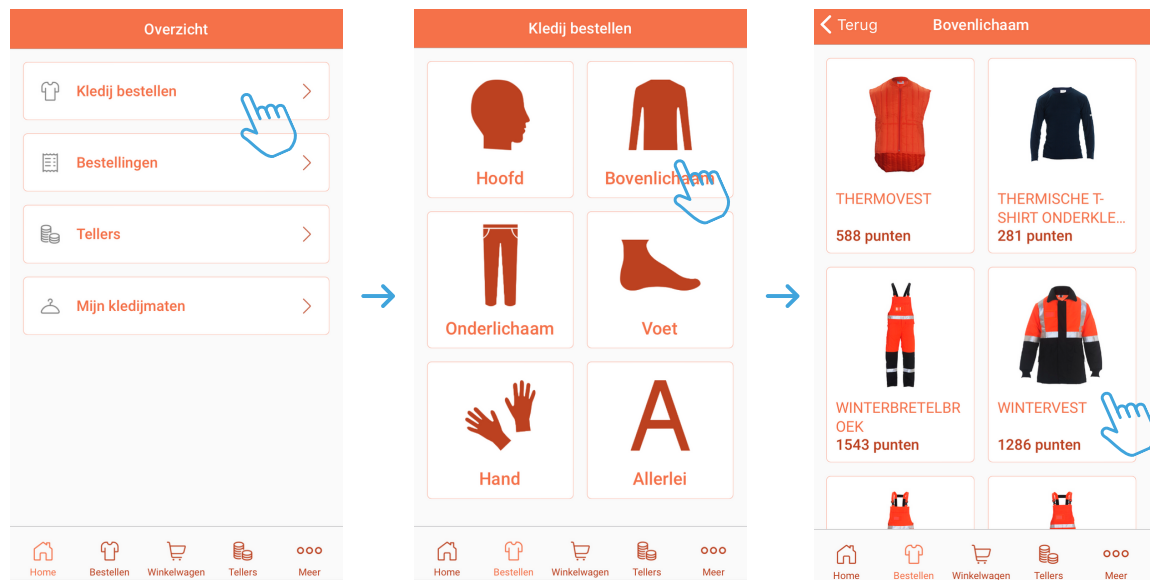 Overzicht
Kledij bestellen
Bestellingen
Tellers
Mijn kledijmaten
Home Bestellen Winkelwagen Tellers Meer
Kledij bestellen
Hoofd Bovenlichaam
Onderlichaam Voet
A
Hand Allerlei
Home Bestellen Winkelwagen Tellers Meer
Terug Bovenlichaam
THERMOVEST
588 punten
THERMISCHE T-
SHIRT ONDERKLE...
281 punten
WINTERBRETELBR
OEK
1543 punten
WINTERVEST
1286 punten
Home Bestellen Winkelwagen Tellers Meer